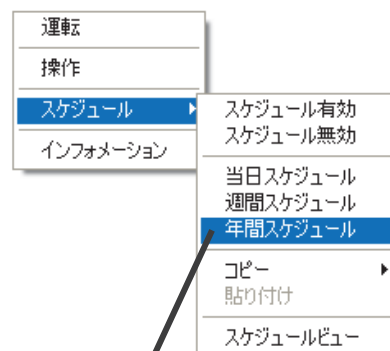 運転
操作
スケジュール
インフォメーション
スケジュール有効
スケジュール無効
当日スケジュール
週間スケジュール
年間スケジュール
コピー
貼り付け
スケジュールビュー